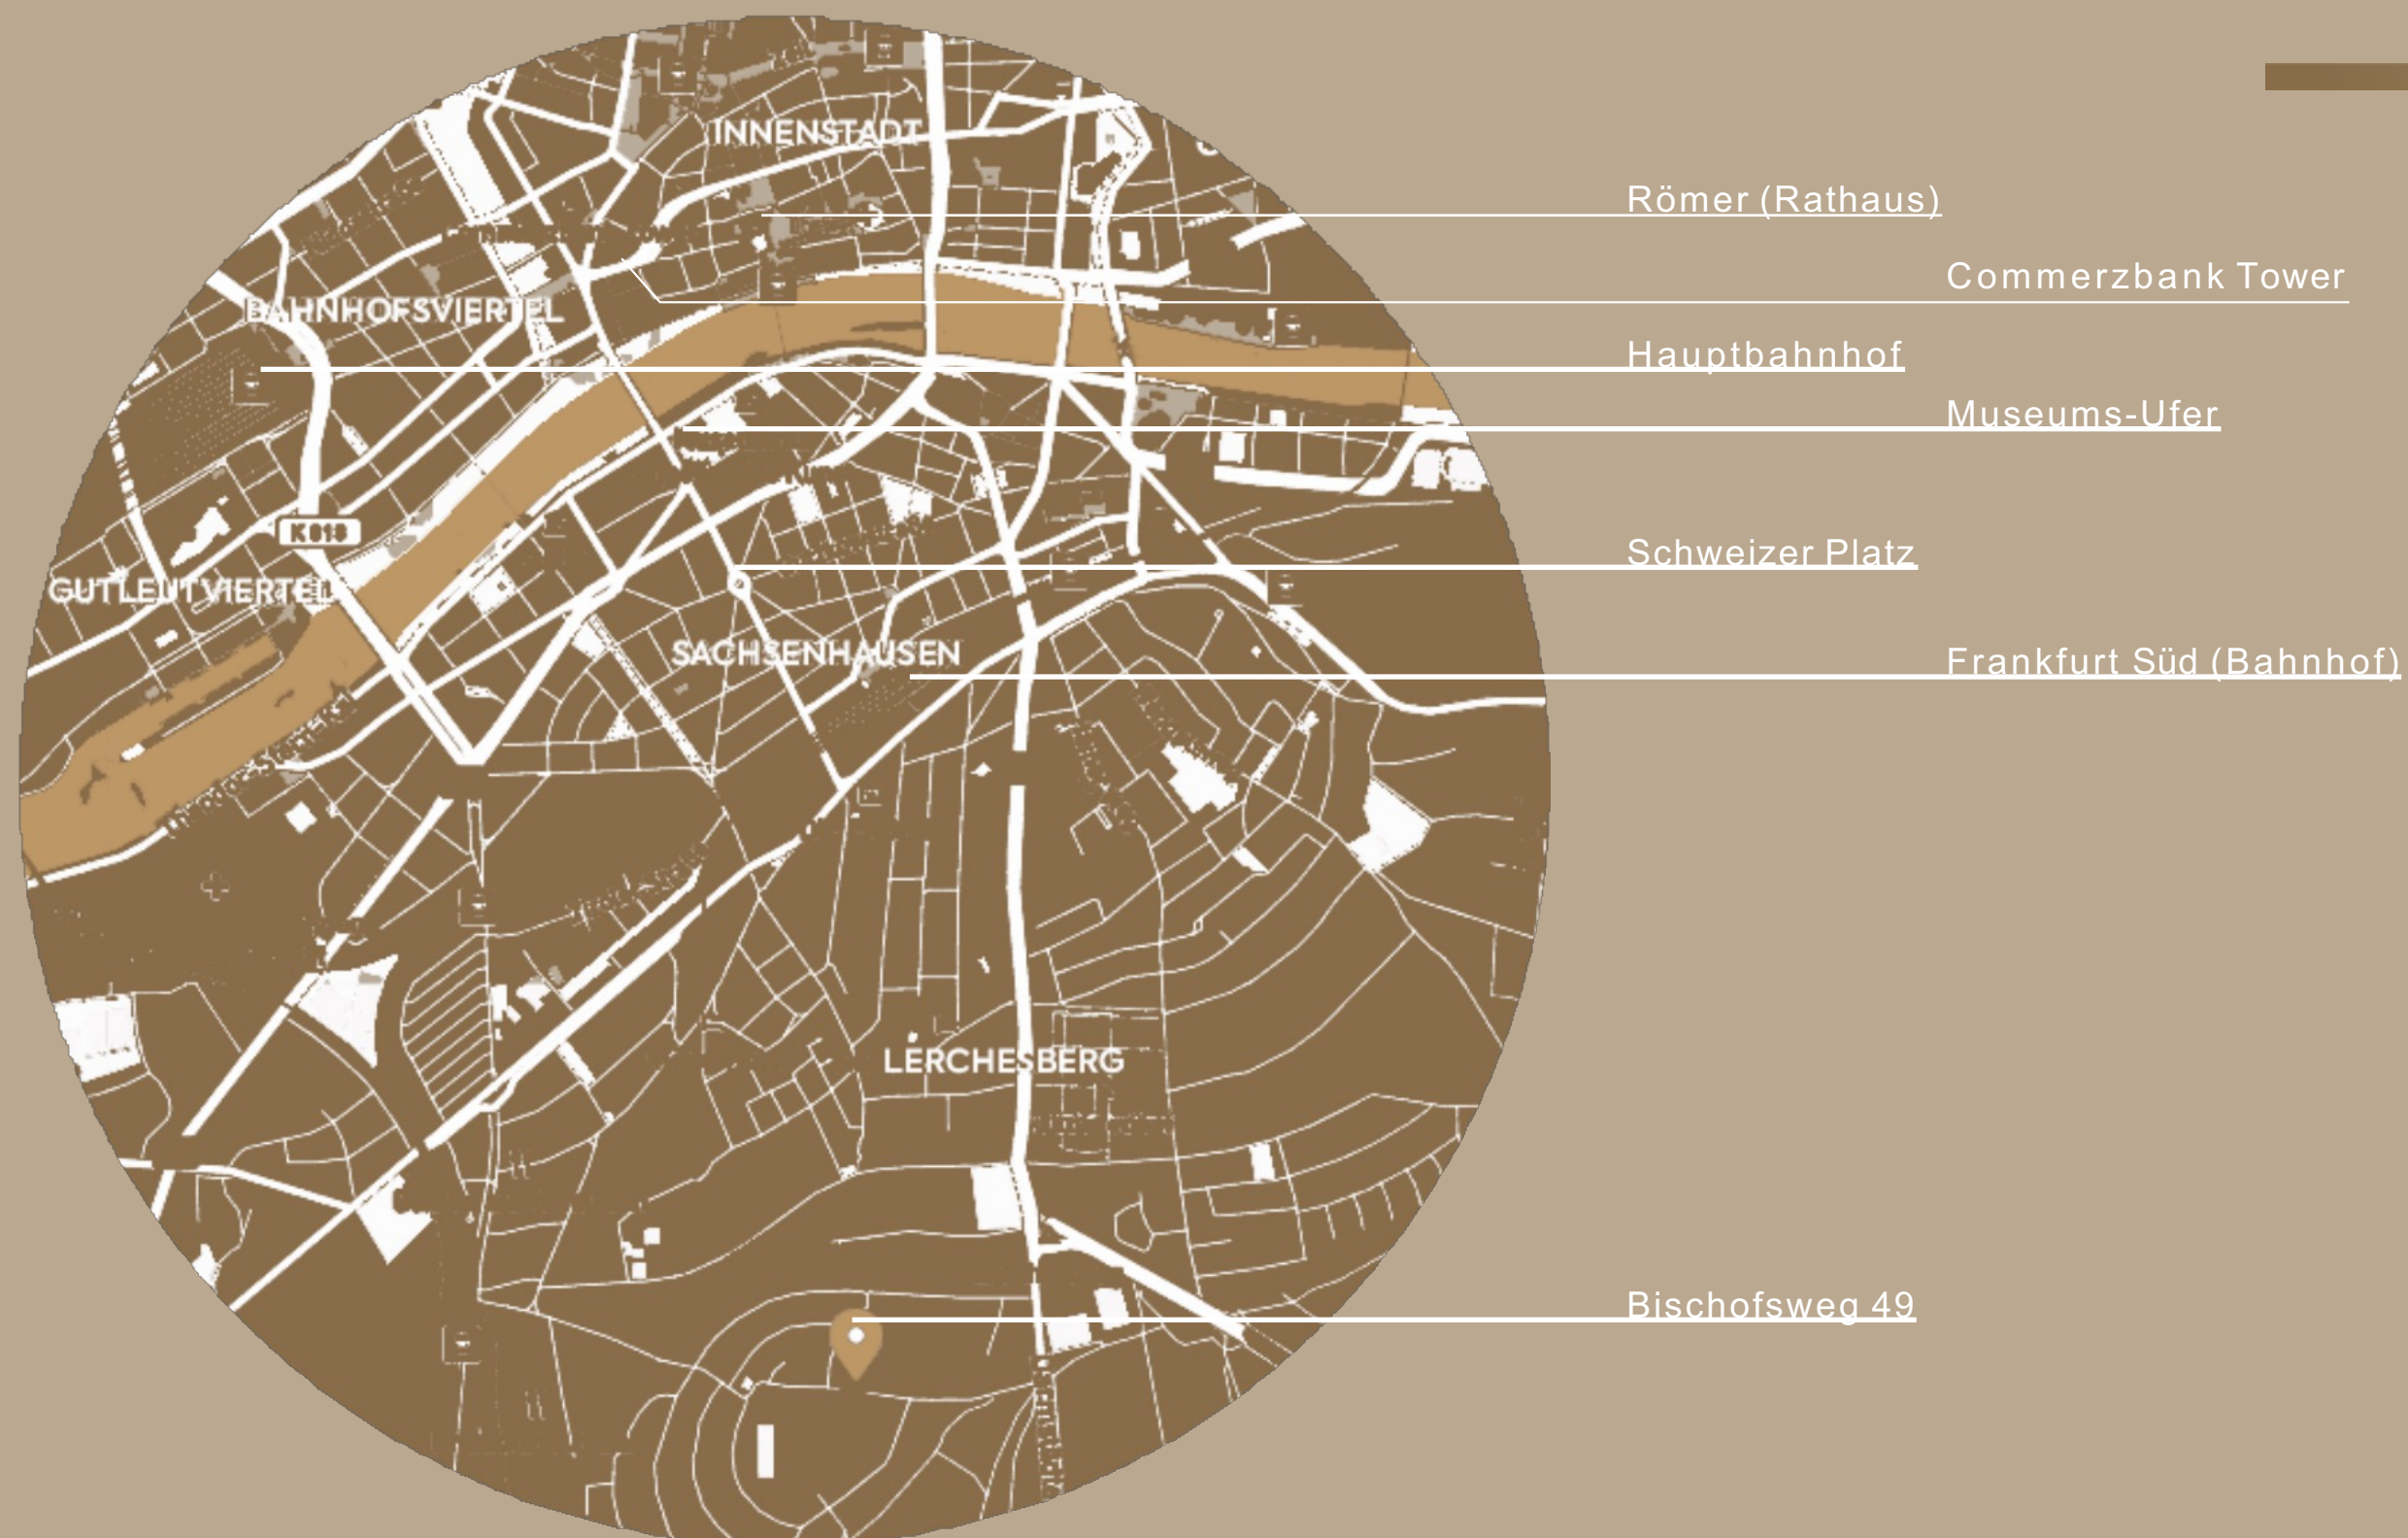 INNENSTADT
Römer (Rathaus)
Commerzbank Tower
BAHNHOFSVIERTEL
Hauptbahnhof
Museums-Ufer
K818
Schweizer Platz
GUTLEUTVIERTEL
SACHSENHAUSEN
Frankfurt Süd (Bahnhof)
LERCHESBERG
Bischofsweg 49